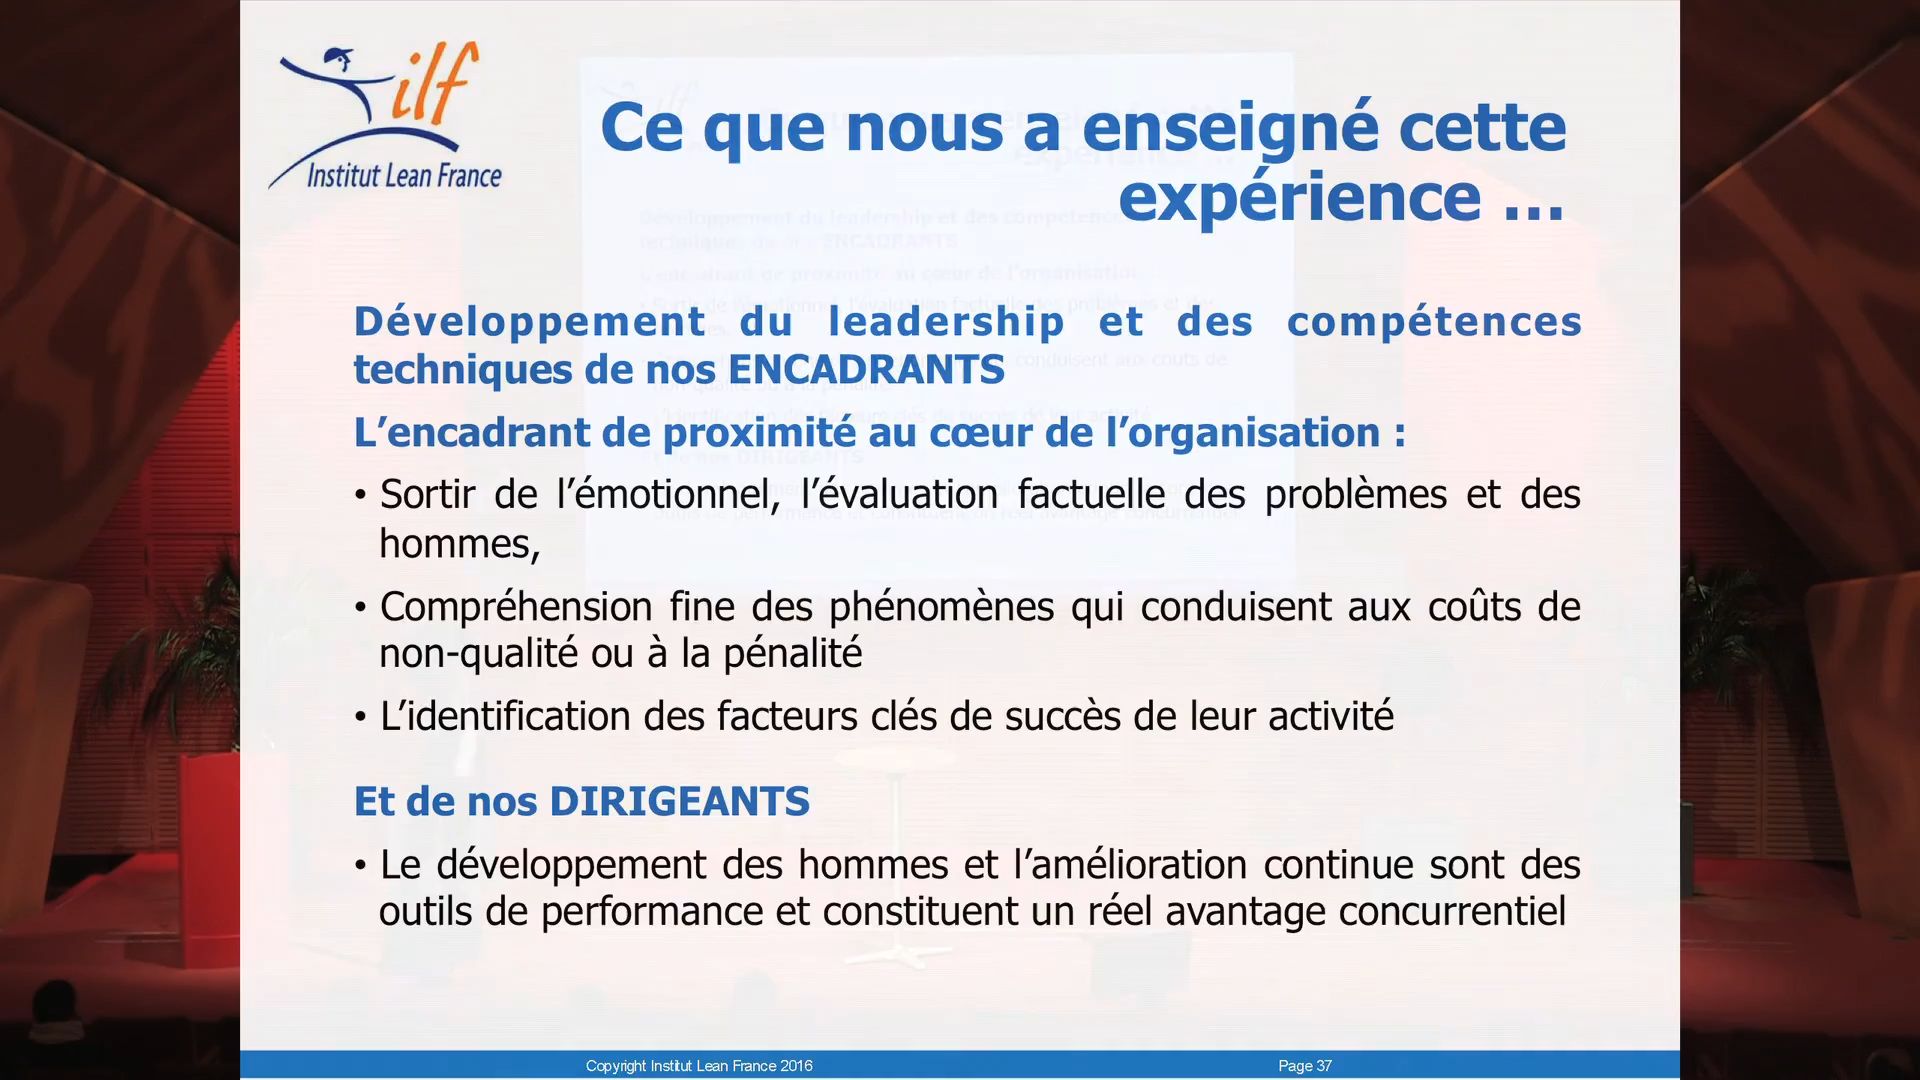 ilf
Institut Lean France
Ce que nous a enseigné cette
expérience ...
Développement du leadership et des compétences
techniques de nos ENCADRANTS
L’encadrant de proximité au cœur de l’organisation :
• Sortir de l’émotionnel, l’évaluation factuelle des problèmes et des
hommes,
• Compréhension fine des phénomènes qui conduisent aux coûts de
non-qualité ou à la pénalité
• L’identification des facteurs clés de succès de leur activité
Et de nos DIRIGEANTS
• Le développement des hommes et l’amélioration continue sont des
outils de performance et constituent un réel avantage concurrentiel
Copyright Institut Lean France 2016
Page 37